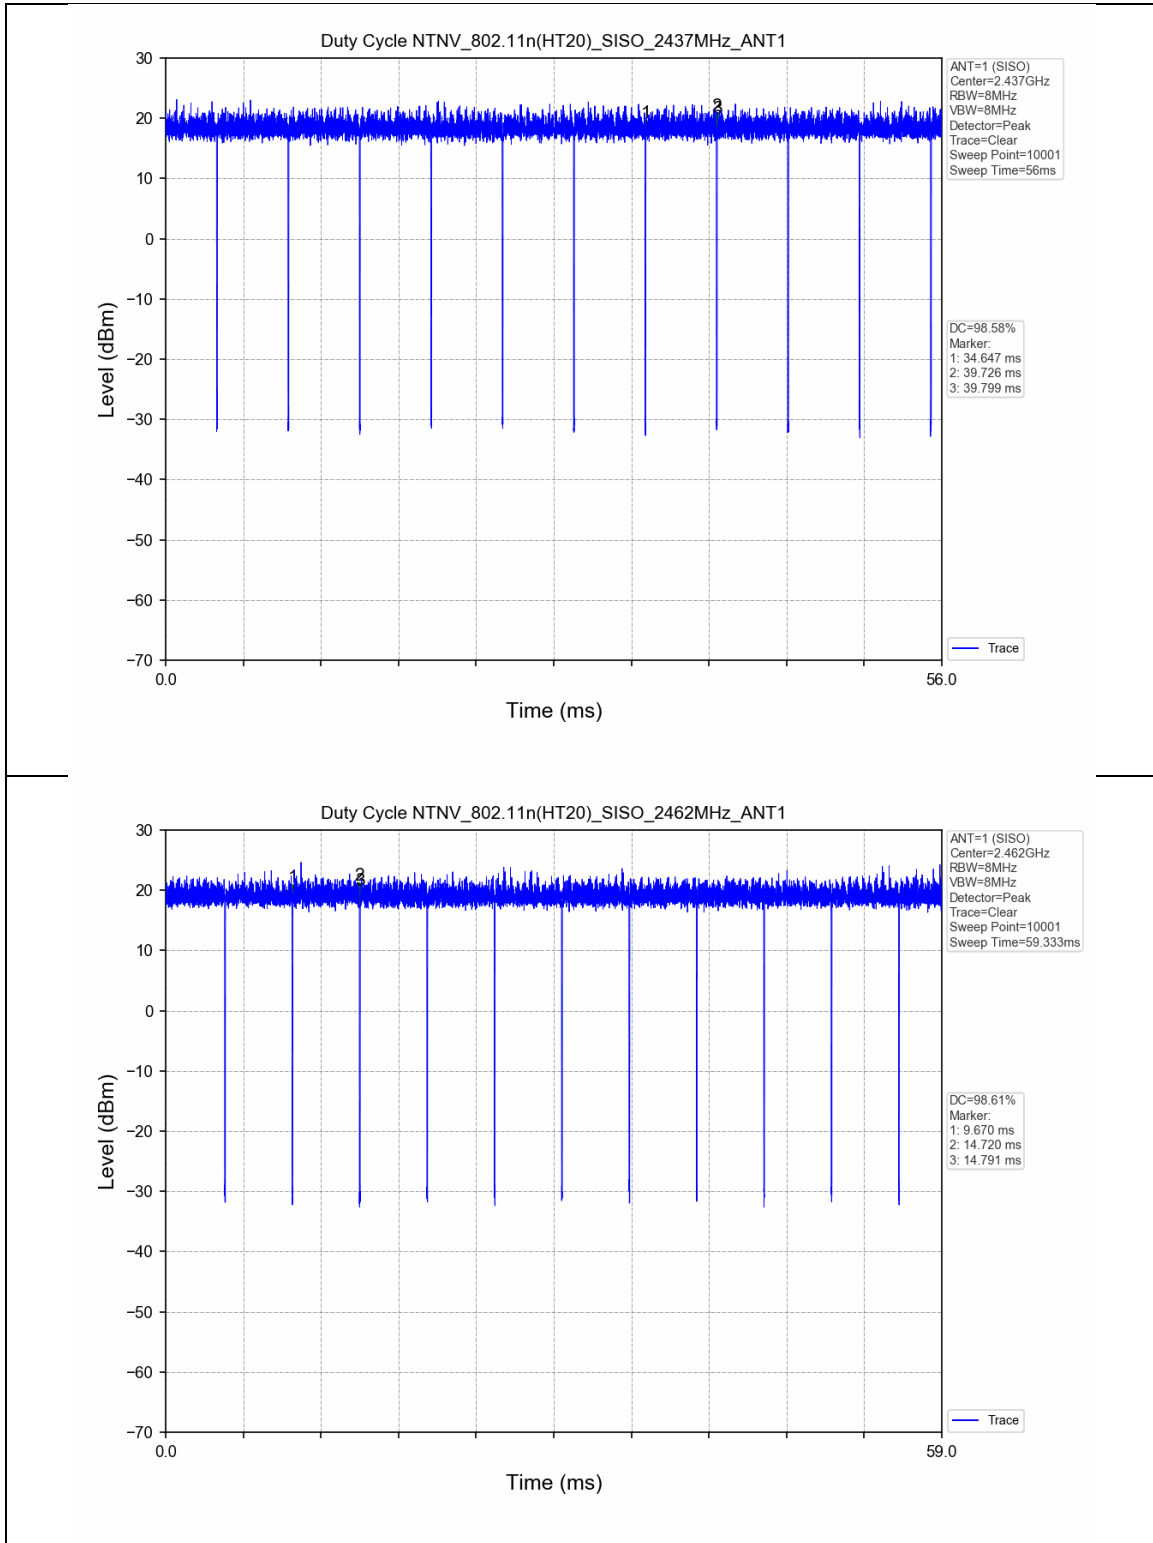 Duty Cycle NTNV_802.11n(HT20)_SISO_2437MHz_ANT1
30
20
10
0
−10
−20
−30
−40
−50
−60
−70
Level (dBm)
0.0
56.0
Time (ms)
1
2
3
ANT=1 (SISO)
Center=2.437GHz
RBW=8MHz
VBW=8MHz
Detector=Peak
Trace=Clear
Sweep Point=10001
Sweep Time=56ms
DC=98.58%
Marker:
1: 34.647 ms
2: 39.726 ms
3: 39.799 ms
Trace
Duty Cycle NTNV_802.11n(HT20)_SISO_2462MHz_ANT1
30
20
10
0
−10
−20
−30
−40
−50
−60
−70
Level (dBm)
0.0
59.0
Time (ms)
1
2
3
ANT=1 (SISO)
Center=2.462GHz
RBW=8MHz
VBW=8MHz
Detector=Peak
Trace=Clear
Sweep Point=10001
Sweep Time=59.333ms
DC=98.61%
Marker:
1: 9.670 ms
2: 14.720 ms
3: 14.791 ms
Trace